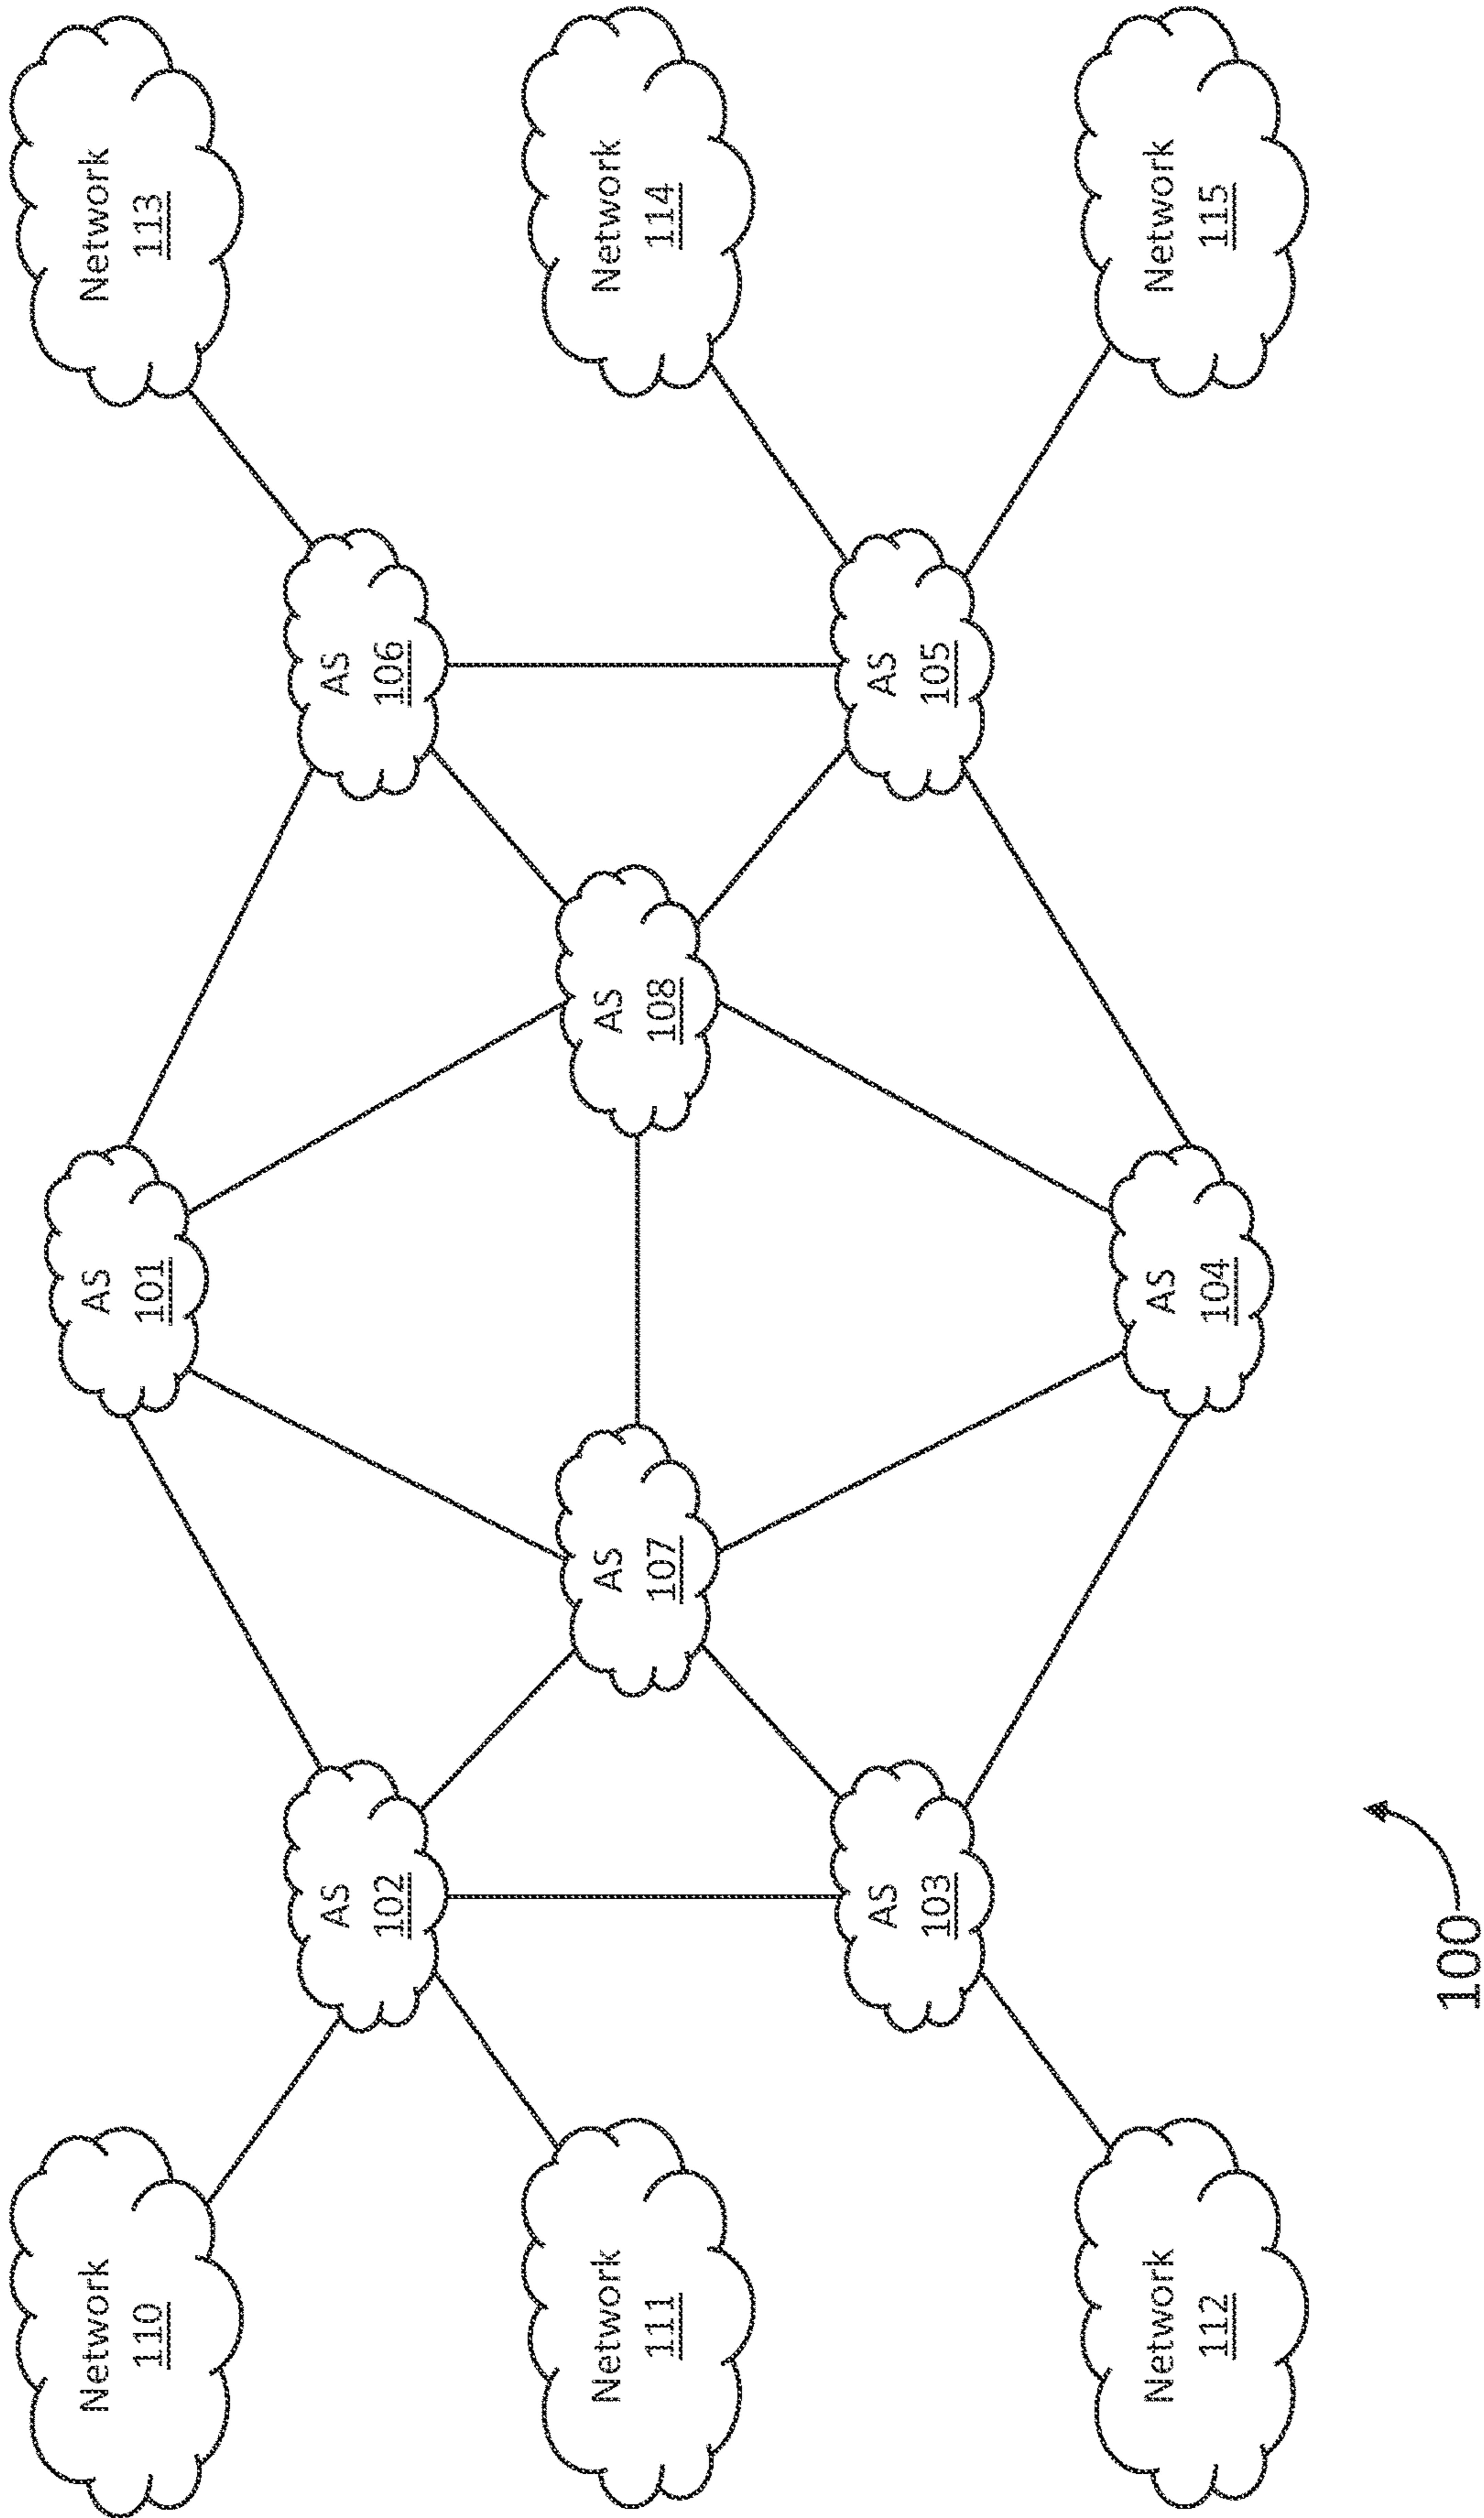 Network
110
Network
111
Network
112
AS
102
AS
103
AS
101
AS
107
AS
104
AS
108
AS
106
AS
105
Network
113
Network
114
Network
115
100